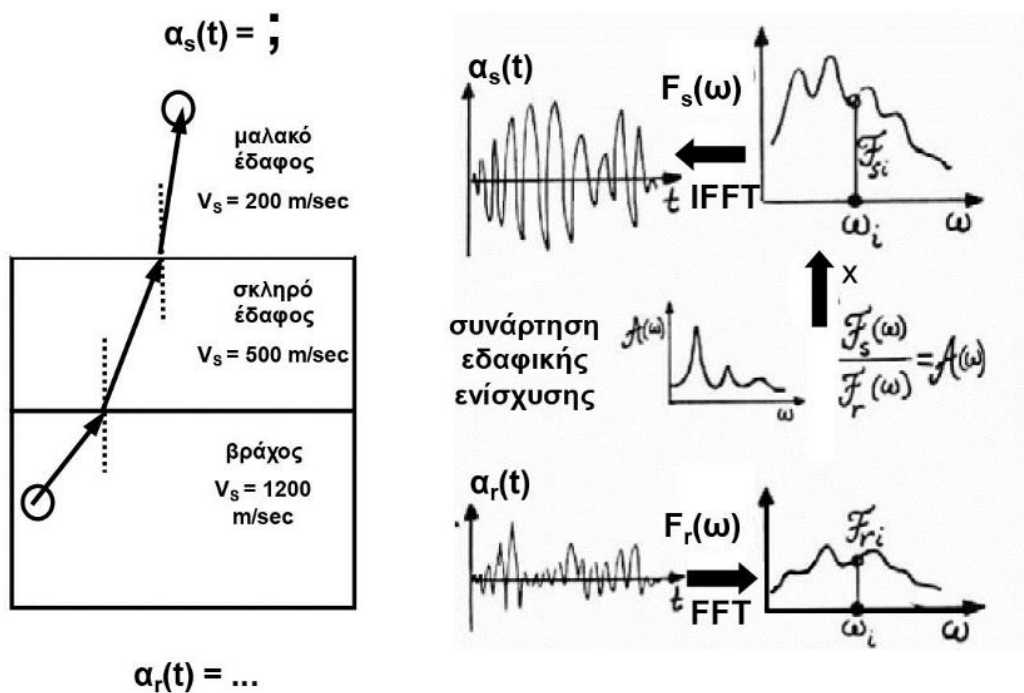 αs(t) = ;
μαλακό
έδαφος
Vs = 200 m/sec
σκληρό
έδαφος
Vs = 500 m/sec
βράχος
Vs = 1200
m/sec
αr(t) = ...
αs(t)
t
Fs(ω)
IFFT
ℱsi
ωi
ω
x
συνάρτηση
εδαφικής
ενίσχυσης
A(ω)
ω
ℱs(ω)
ℱr(ω)
= A(ω)
αr(t)
t
Fr(ω)
FFT
ℱri
ωi
ω